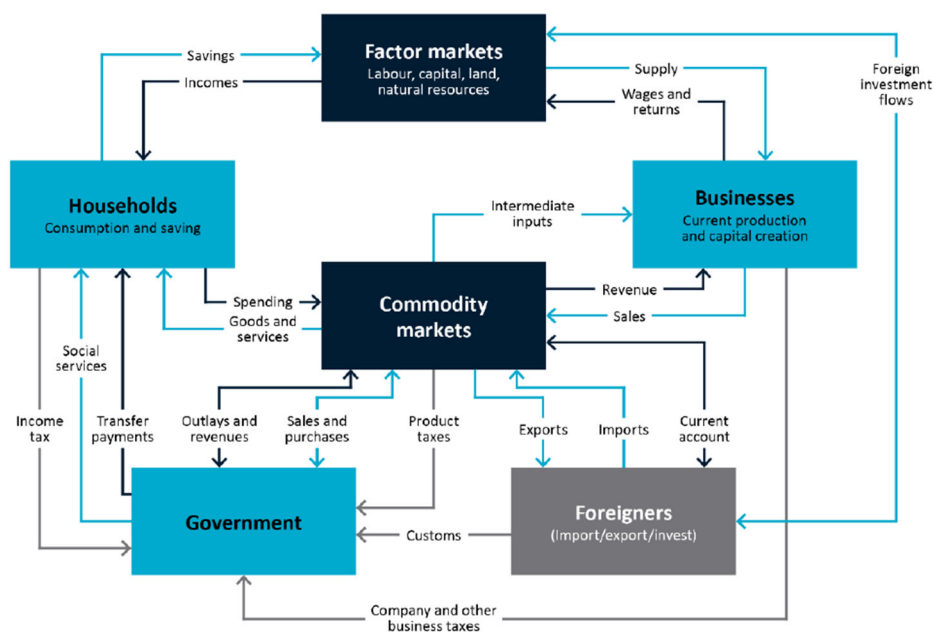 Factor markets
Labour, capital, land,
natural resources
Savings
Incomes
Supply
Wages and
returns
Foreign
investment
flows
Households
Consumption and saving
Businesses
Current production
and capital creation
Intermediate
inputs
Commodity
markets
Spending
Goods and
services
Revenue
Sales
Social
services
Income
tax
Transfer
payments
Outlays and
revenues
Sales and
purchases
Product
taxes
Exports
Imports
Current
account
Government
Foreigners
(Import/export/invest)
Customs
Company and other
business taxes